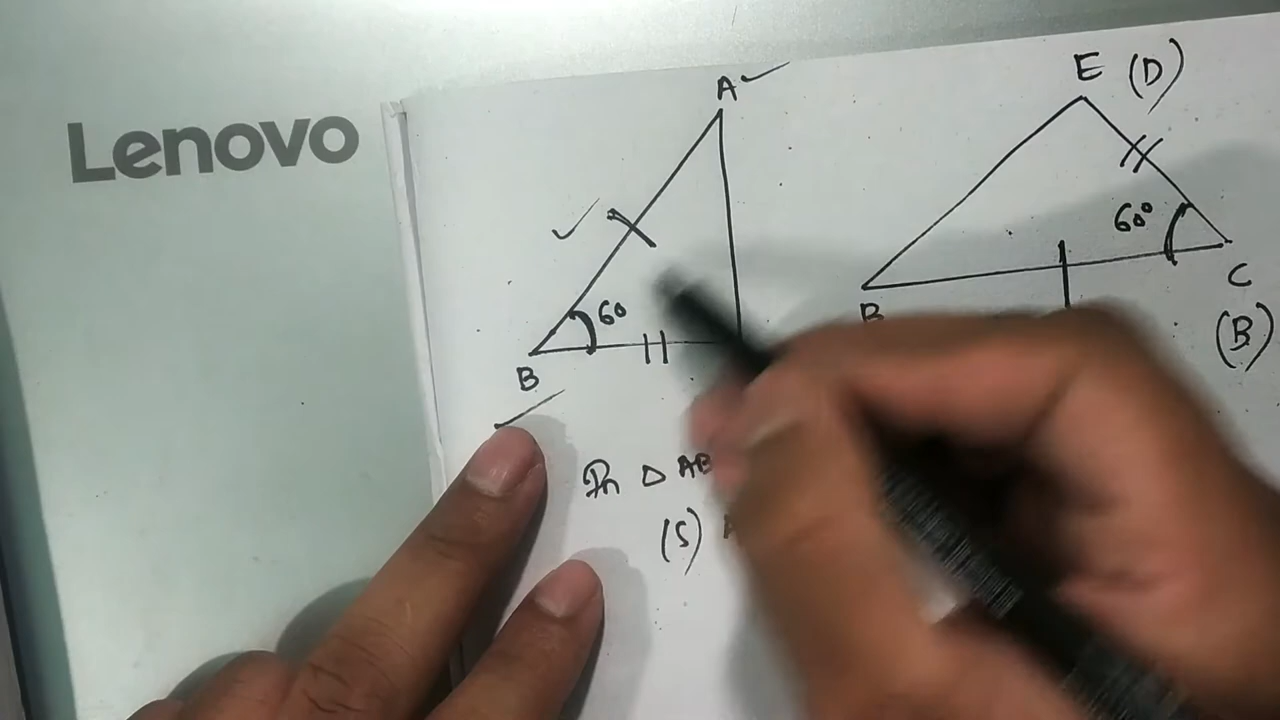 Lenovo
A
E (D)
60
60°
B
B
C
(B)
In △ AB
(S) A